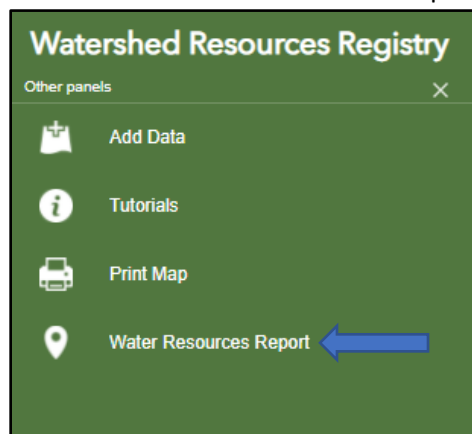 Watershed Resources Registry
Other panels
Add Data
Tutorials
Print Map
Water Resources Report